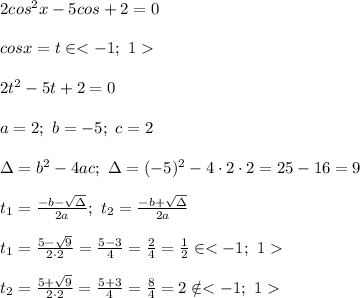 2cos²x − 5cos + 2 = 0
cosx = t ∈ < −1; 1 >
2t² − 5t + 2 = 0
a = 2; b = −5; c = 2
Δ = b² − 4ac; Δ = (−5)² − 4 · 2 · 2 = 25 − 16 = 9
t₁ = (−b−√Δ)/(2a); t₂ = (−b+√Δ)/(2a)
t₁ = (5−√9)/(2·2) = (5−3)/4 = 2/4 = 1/2 ∈ < −1; 1 >
t₂ = (5+√9)/(2·2) = (5+3)/4 = 8/4 = 2 ∉ < −1; 1 >